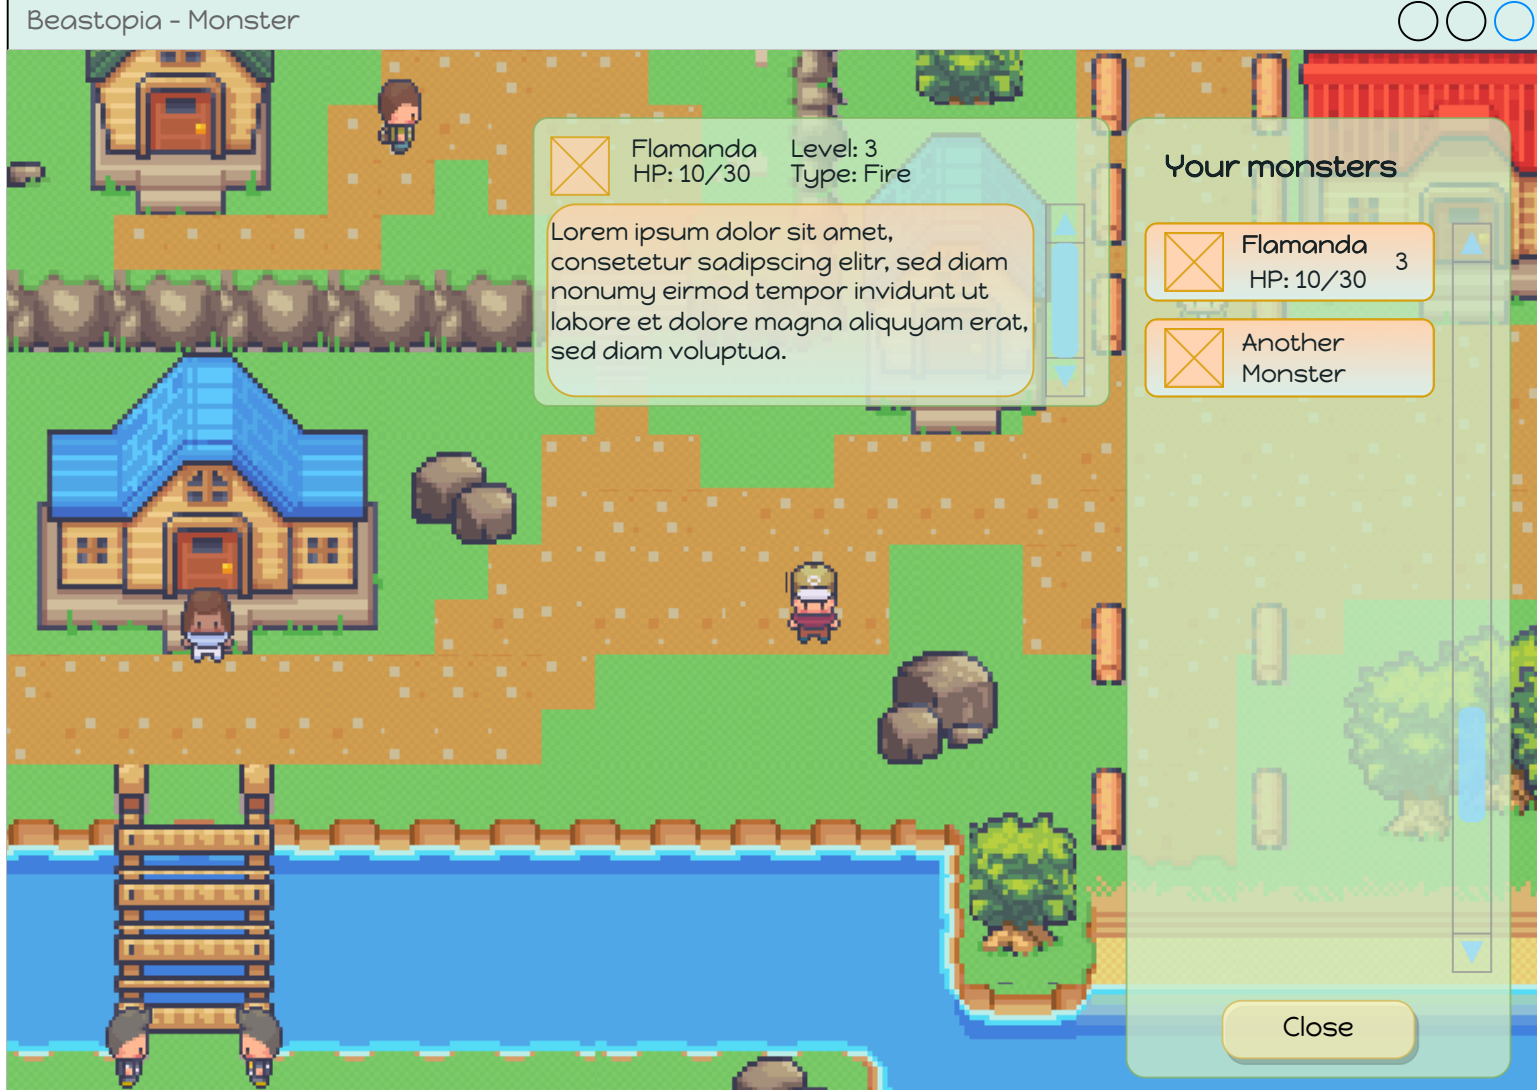 Beastopia - Monster
Flamanda Level: 3
HP: 10/30 Type: Fire
Lorem ipsum dolor sit amet,
consetetur sadipscing elitr, sed diam
nonumy eirmod tempor invidunt ut
labore et dolore magna aliquyam erat,
sed diam voluptua.
Your monsters
Flamanda
HP: 10/30
3
Another
Monster
Close